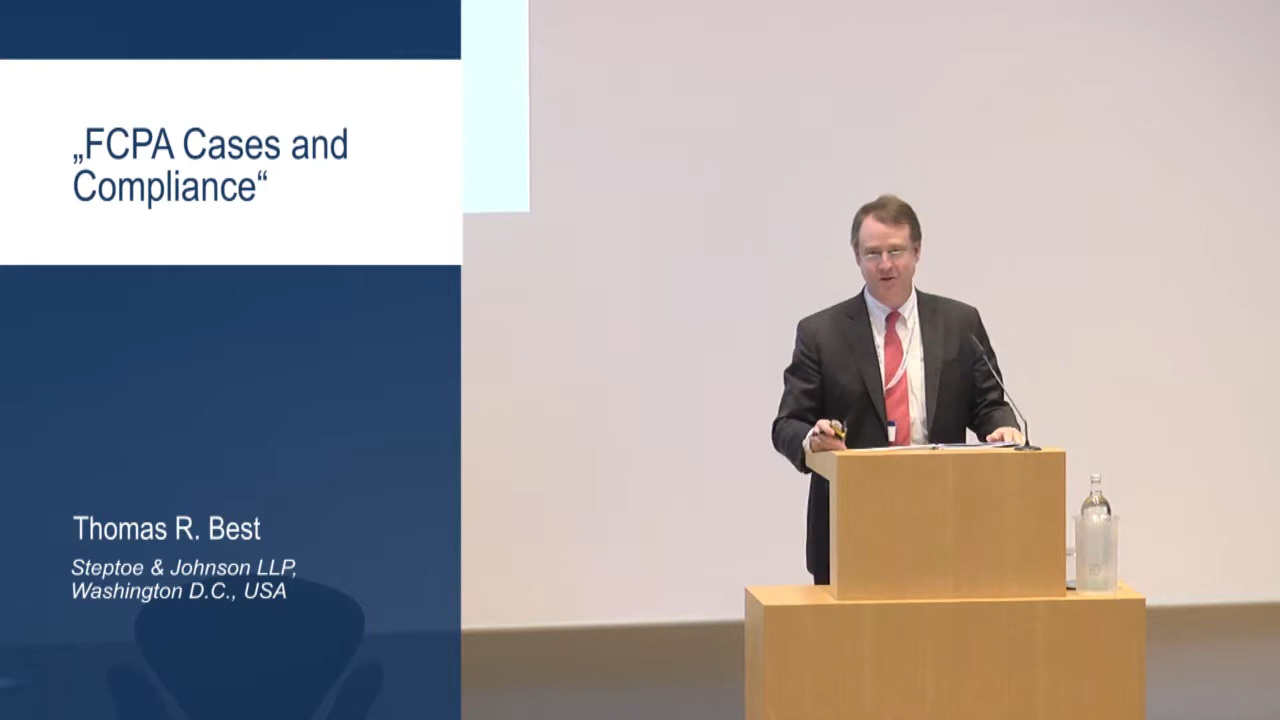 „FCPA Cases and
Compliance“
Thomas R. Best
Steptoe & Johnson LLP,
Washington D.C., USA